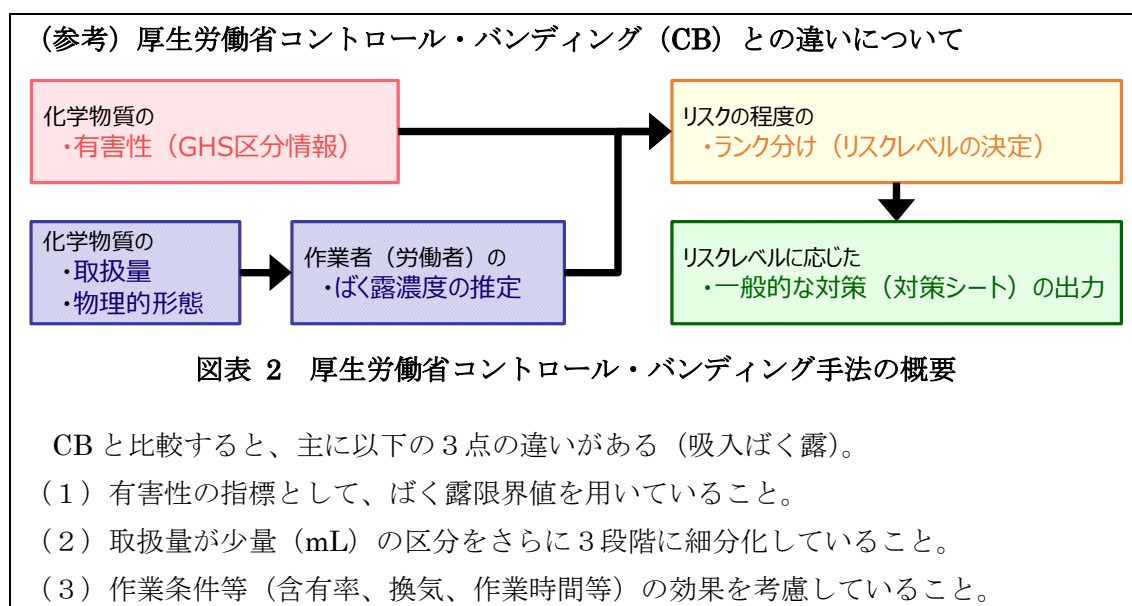 (参考)厚生労働省コントロール・バンディング(CB)との違いについて
化学物質の
・有害性(GHS区分情報)
リスクの程度の
・ランク分け(リスクレベルの決定)
化学物質の
・取扱量
・物理的形態
作業者(労働者)の
・ばく露濃度の推定
リスクレベルに応じた
・一般的な対策(対策シート)の出力
図表 2 厚生労働省コントロール・バンディング手法の概要
CB と比較すると、主に以下の3点の違いがある(吸入ばく露)。
(1)有害性の指標として、ばく露限界値を用いていること。
(2)取扱量が少量(mL)の区分をさらに3段階に細分化していること。
(3)作業条件等(含有率、換気、作業時間等)の効果を考慮していること。